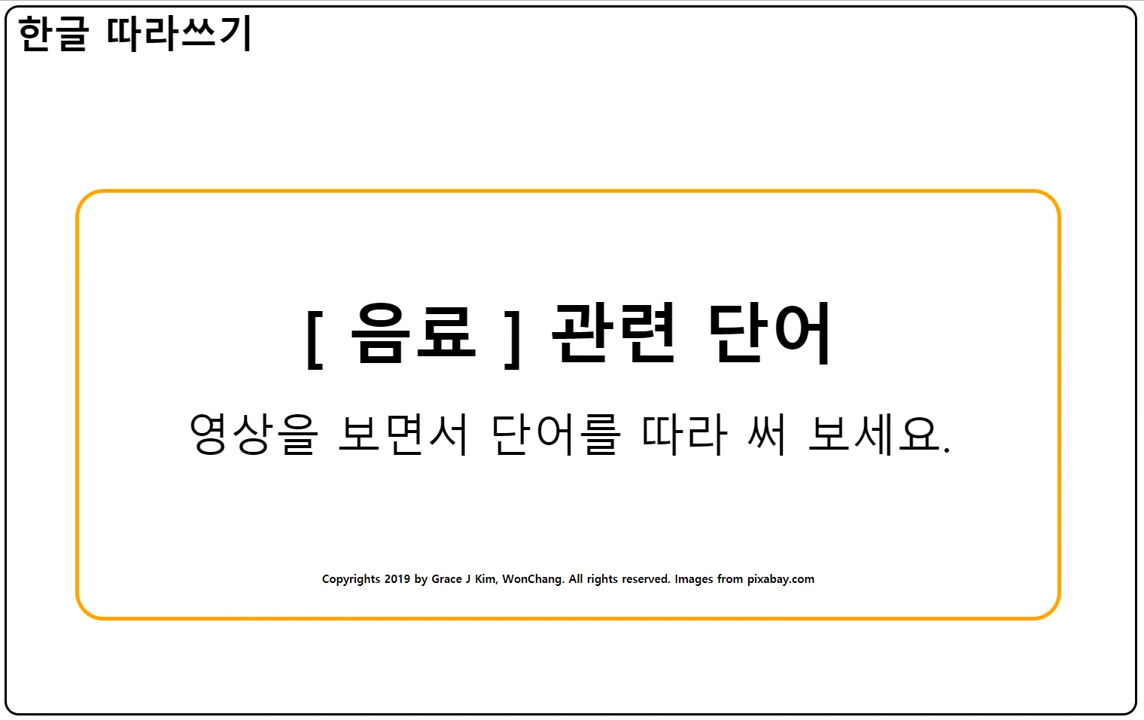 한글 따라쓰기
[ 음료 ] 관련 단어
영상을 보면서 단어를 따라 써 보세요.
Copyrights 2019 by Grace J Kim, WonChang. All rights reserved. Images from pixabay.com